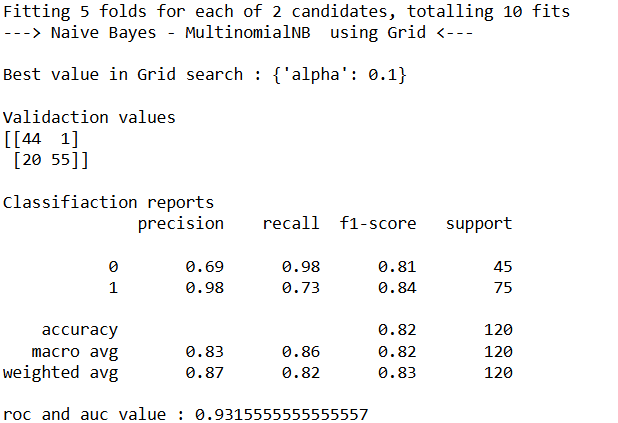 Fitting 5 folds for each of 2 candidates, totalling 10 fits
---> Naive Bayes - MultinomialNB  using Grid <---
Best value in Grid search : {'alpha': 0.1}
Validaction values
[[44  1]
 [20 55]]
Classifiaction reports
              precision    recall  f1-score   support
           0       0.69      0.98      0.81        45
           1       0.98      0.73      0.84        75
    accuracy                           0.82       120
   macro avg       0.83      0.86      0.82       120
weighted avg       0.87      0.82      0.83       120
roc and auc value : 0.9315555555555557